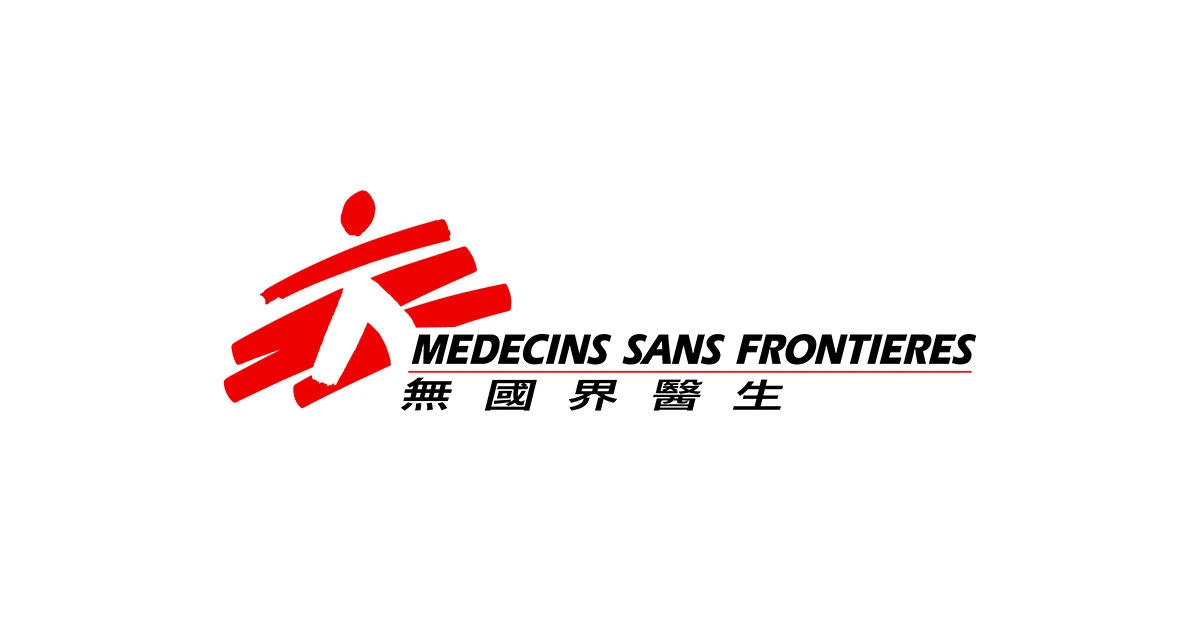 MEDECINS SANS FRONTIERES
無國界醫生